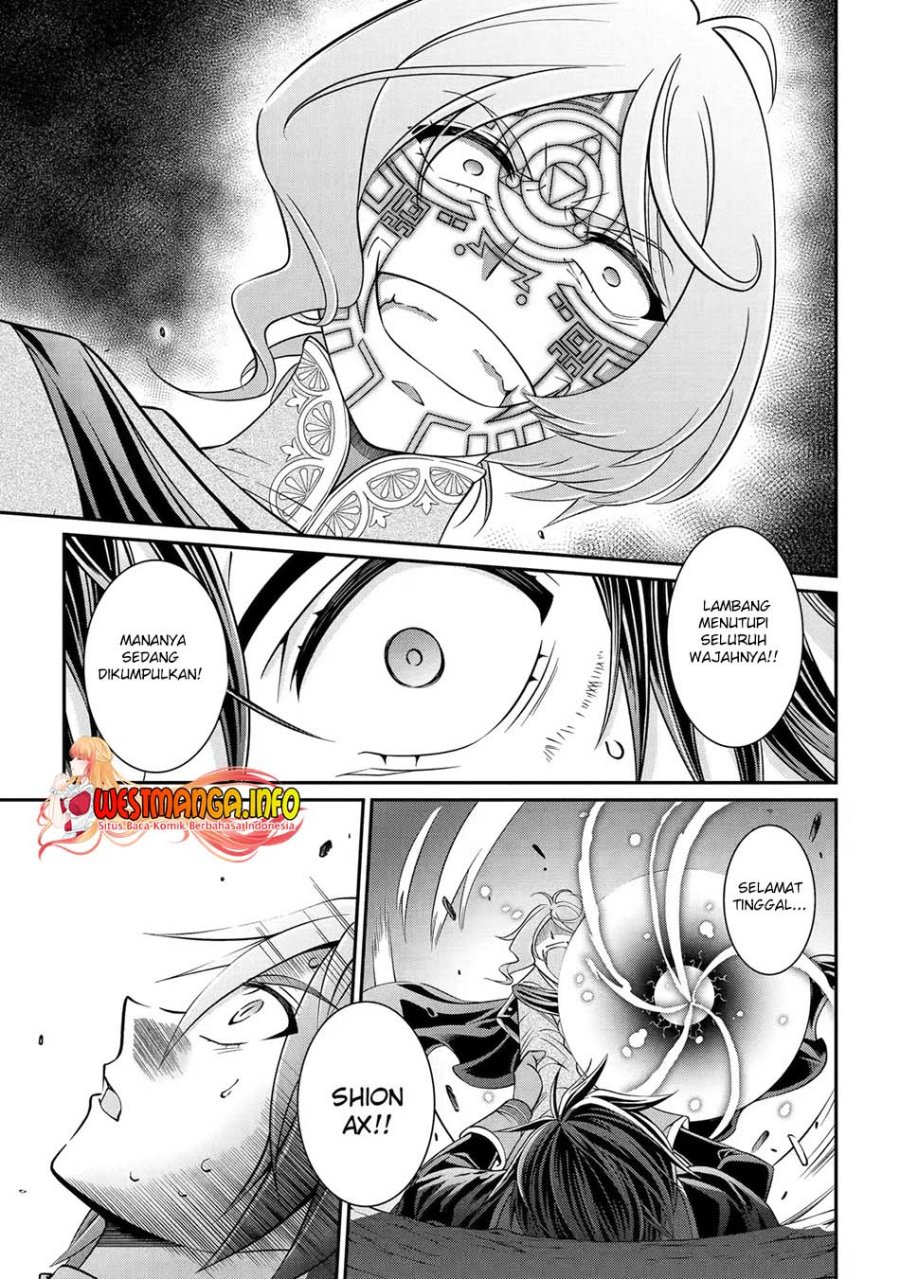 LAMBANG
MENUTUPI
SELURUH
WAJAHNYA!!
MANANYA
SEDANG
DIKUMPULKAN!
WESTMANGA.INFO
Situs Baca Komik Berbahasa Indonesia
SELAMAT
TINGGAL...
SHION
AX!!